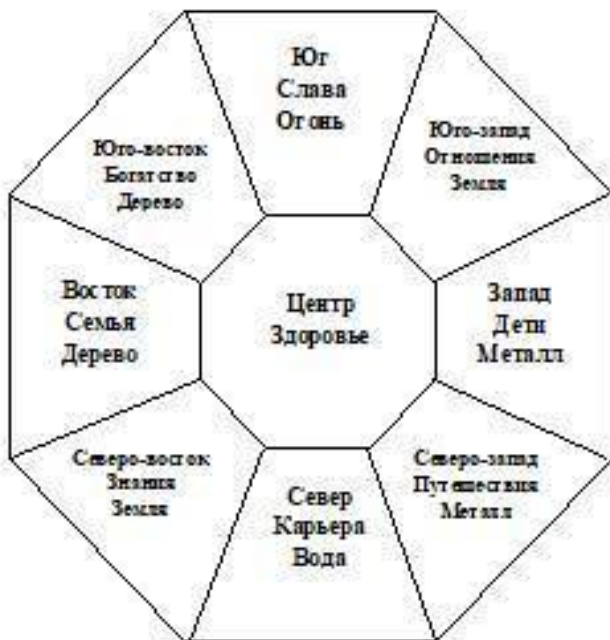 Юг
Слава
Огонь
Юго-восток
Богатство
Дерево
Юго-запад
Отношения
Земля
Восток
Семья
Дерево
Центр
Здоровье
Запад
Дети
Металл
Северо-восток
Знания
Земля
Север
Карьера
Вода
Северо-запад
Путешествия
Металл